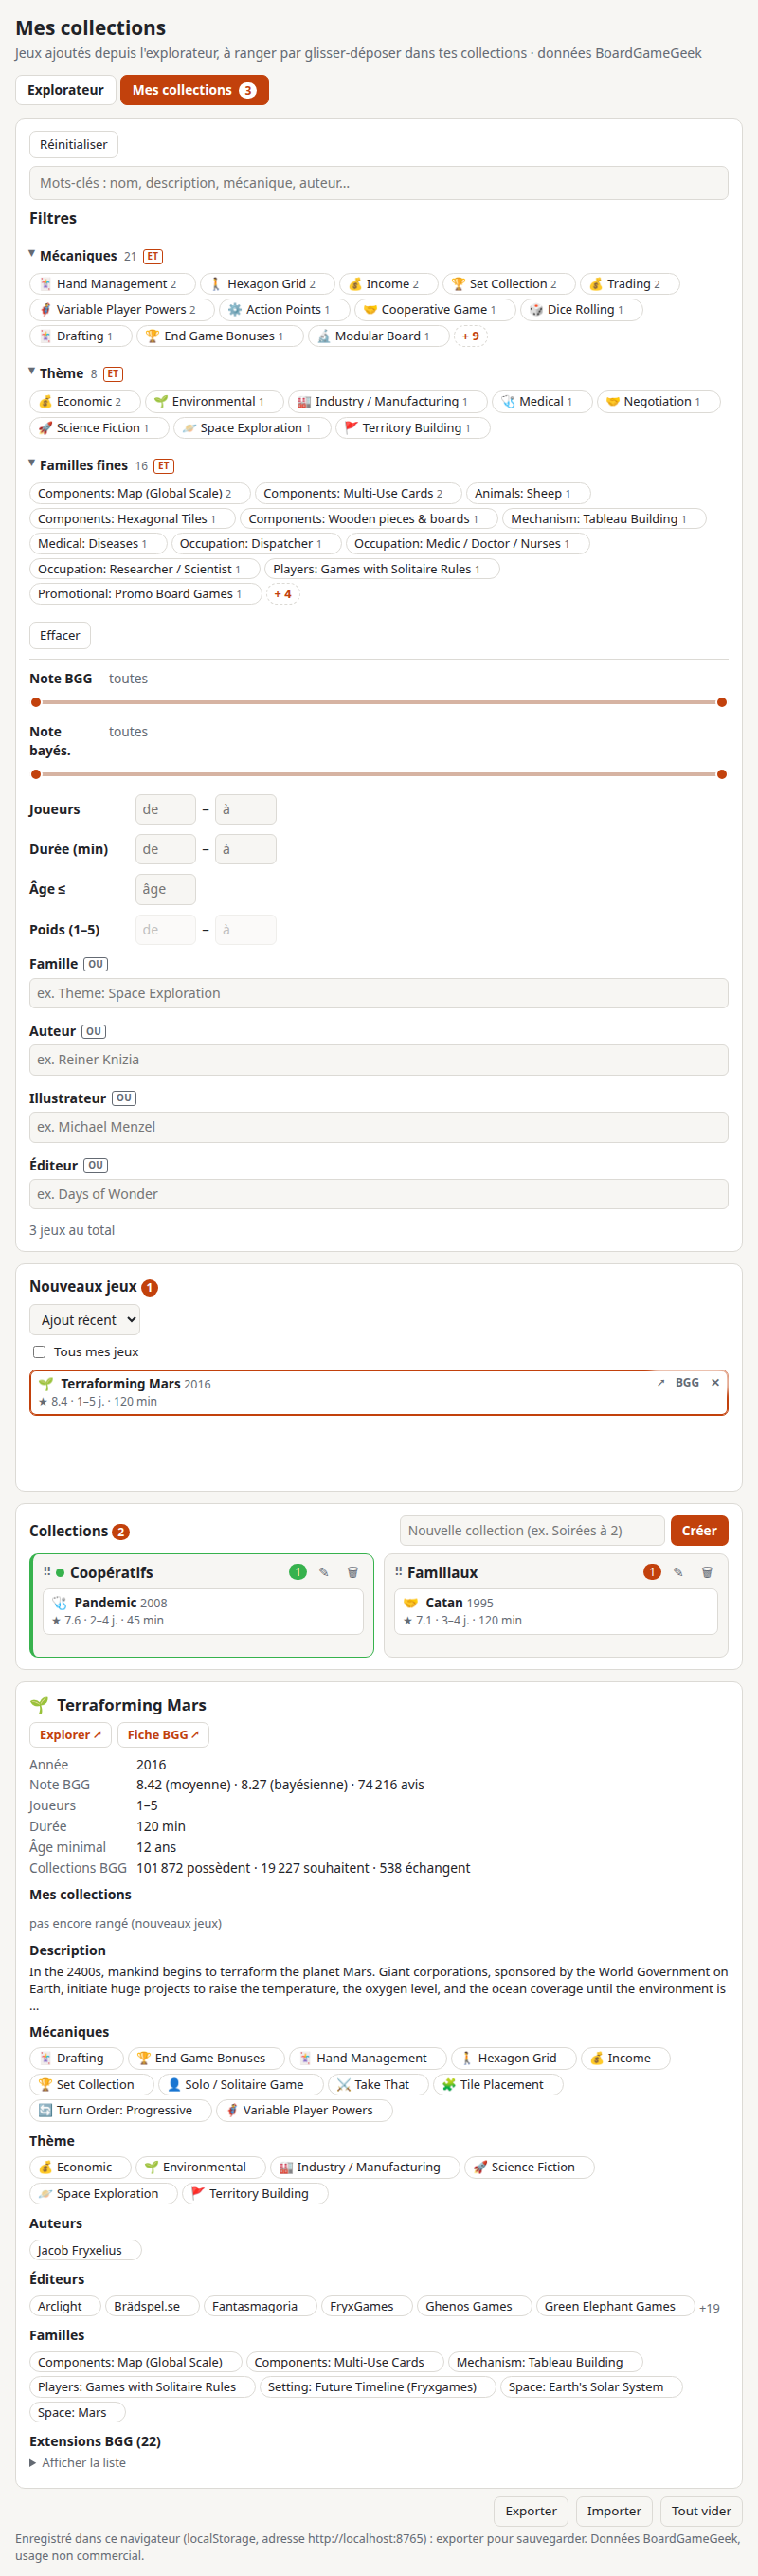 Mes collections
Jeux ajoutés depuis l'explorateur, à ranger par glisser-déposer dans tes collections · données BoardGameGeek
Explorateur
Mes collections 3
Réinitialiser
Mots-clés : nom, description, mécanique, auteur...
Filtres
Mécaniques 21 ET
Hand Management 2 Hexagon Grid 2 Income 2 Set Collection 2 Trading 2
Variable Player Powers 2 Action Points 1 Cooperative Game 1 Dice Rolling 1
Drafting 1 End Game Bonuses 1 Modular Board 1 + 9
Thème 8 ET
Economic 2 Environmental 1 Industry / Manufacturing 1 Medical 1 Negotiation 1
Science Fiction 1 Space Exploration 1 Territory Building 1
Familles fines 16 ET
Components: Map (Global Scale) 2 Components: Multi-Use Cards 2 Animals: Sheep 1
Components: Hexagonal Tiles 1 Components: Wooden pieces & boards 1 Mechanism: Tableau Building 1
Medical: Diseases 1 Occupation: Dispatcher 1 Occupation: Medic / Doctor / Nurses 1
Occupation: Researcher / Scientist 1 Players: Games with Solitaire Rules 1
Promotional: Promo Board Games 1 + 4
Effacer
Note BGG toutes
Note bayés. toutes
Joueurs de – à
Durée (min) de – à
Âge ≤ âge
Poids (1–5) de – à
Famille OU
ex. Theme: Space Exploration
Auteur OU
ex. Reiner Knizia
Illustrateur OU
ex. Michael Menzel
Éditeur OU
ex. Days of Wonder
3 jeux au total
Nouveaux jeux 1
Ajout récent
Tous mes jeux
Terraforming Mars 2016 ↗ BGG ✕
★ 8.4 · 1–5 j. · 120 min
Collections 2 Nouvelle collection (ex. Soirées à 2) Créer
Coopératifs 1
Pandemic 2008
★ 7.6 · 2–4 j. · 45 min
Familiaux 1
Catan 1995
★ 7.1 · 3–4 j. · 120 min
Terraforming Mars
Explorer ↗ Fiche BGG ↗
Année 2016
Note BGG 8.42 (moyenne) · 8.27 (bayésienne) · 74 216 avis
Joueurs 1–5
Durée 120 min
Âge minimal 12 ans
Collections BGG 101 872 possèdent · 19 227 souhaitent · 538 échangent
Mes collections
pas encore rangé (nouveaux jeux)
Description
In the 2400s, mankind begins to terraform the planet Mars. Giant corporations, sponsored by the World Government on
Earth, initiate huge projects to raise the temperature, the oxygen level, and the ocean coverage until the environment is
...
Mécaniques
Drafting End Game Bonuses Hand Management Hexagon Grid Income
Set Collection Solo / Solitaire Game Take That Tile Placement
Turn Order: Progressive Variable Player Powers
Thème
Economic Environmental Industry / Manufacturing Science Fiction
Space Exploration Territory Building
Auteurs
Jacob Fryxelius
Éditeurs
Arclight Brädspel.se Fantasmagoria FryxGames Ghenos Games Green Elephant Games +19
Familles
Components: Map (Global Scale) Components: Multi-Use Cards Mechanism: Tableau Building
Players: Games with Solitaire Rules Setting: Future Timeline (Fryxgames) Space: Earth's Solar System
Space: Mars
Extensions BGG (22)
Afficher la liste
Exporter Importer Tout vider
Enregistré dans ce navigateur (localStorage, adresse http://localhost:8765) : exporter pour sauvegarder. Données BoardGameGeek,
usage non commercial.